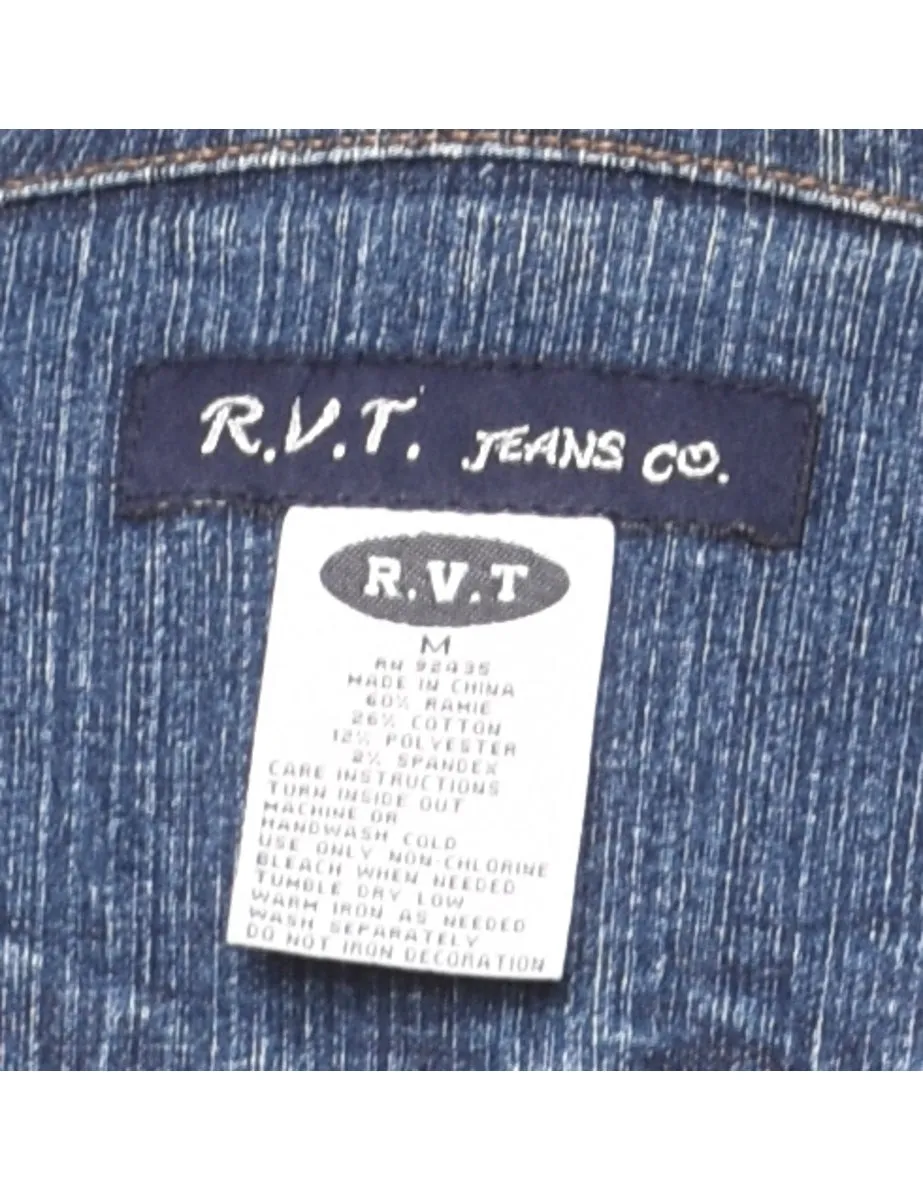 R.V.T. JEANS CO.
R.V.T
M
RN 92435
MADE IN CHINA
60% RAMIE
26% COTTON
12% POLYESTER
2% SPANDEX
CARE INSTRUCTIONS
TURN INSIDE OUT
MACHINE OR
HANDWASH COLD
USE ONLY NON-CHLORINE
BLEACH WHEN NEEDED
TUMBLE DRY LOW
WARM IRON AS NEEDED
WASH SEPARATELY
DO NOT IRON DECORATION